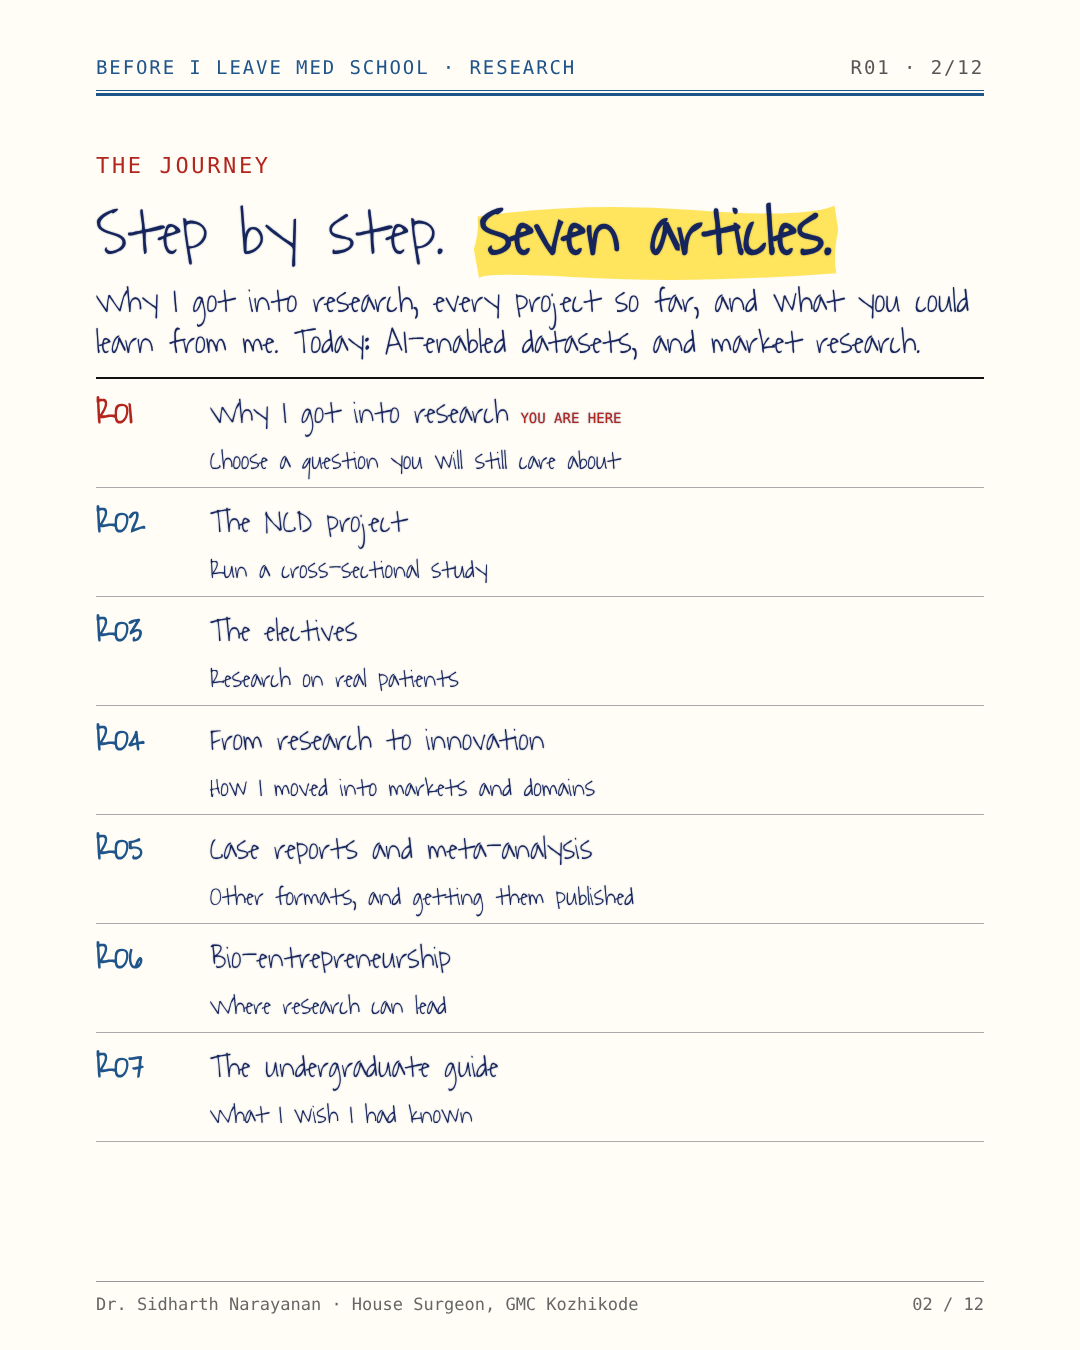 BEFORE I LEAVE MED SCHOOL · RESEARCH
R01 · 2/12
THE JOURNEY
Step by step. Seven articles.
Why I got into research, every project so far, and what you could
learn from me. Today: AI-enabled datasets, and market research.
R01
Why I got into research YOU ARE HERE
Choose a question you will still care about
R02
The NCD project
Run a cross-sectional study
R03
The electives
Research on real patients
R04
From research to innovation
How I moved into markets and domains
R05
Case reports and meta-analysis
Other formats, and getting them published
R06
Bio-entrepreneurship
Where research can lead
R07
The undergraduate guide
What I wish I had known
Dr. Sidharth Narayanan · House Surgeon, GMC Kozhikode
02 / 12